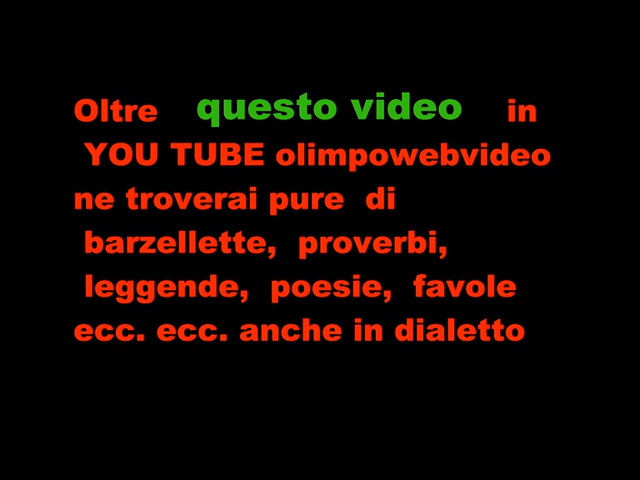 Oltre questo video in
YOU TUBE olimpowebvideo
ne troverai pure di
barzellette, proverbi,
leggende, poesie, favole
ecc. ecc. anche in dialetto